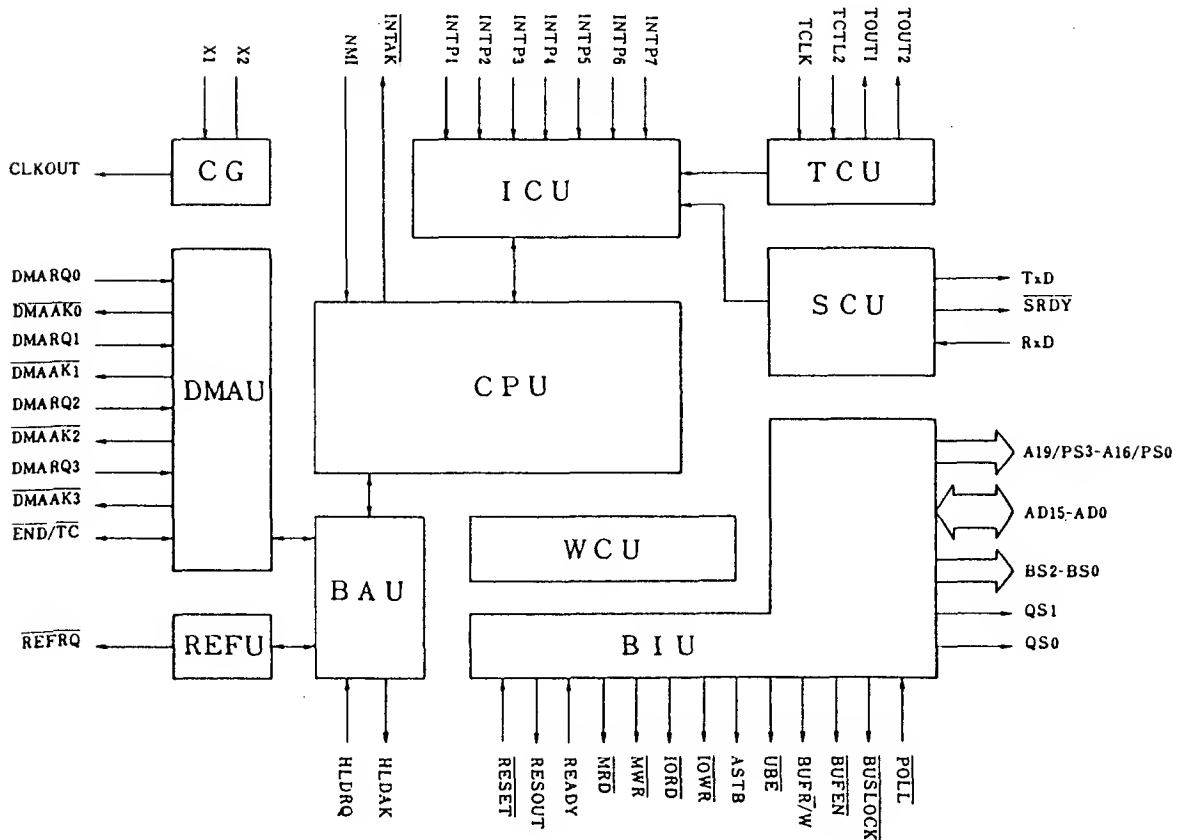 X1
X2
NMI
INTAK
INTP1
INTP2
INTP3
INTP4
INTP5
INTP6
INTP7
TCLK
TCTL2
TOUT1
TOUT2
CLKOUT
CG
ICU
TCU
DMARQ0
DMAAK0
DMARQ1
DMAAK1
DMARQ2
DMAAK2
DMARQ3
DMAAK3
END/TC
DMAU
CPU
SCU
TxD
SRDY
RxD
A19/PS3-A16/PS0
AD15-AD0
BS2-BS0
QS1
QS0
WCU
BAU
BIU
REFRQ
REFU
HLDRQ
HLDAK
RESET
RESOUT
READY
MRD
MWR
IORD
IOWR
ASTB
UBE
BUFR/W
BUFEN
BUSLOCK
POLL